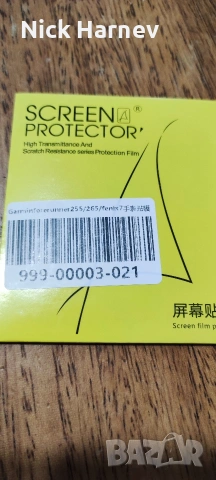 Nick Harnev
SCREEN ®
PROTECTOR'
High Transmittance And
Scratch Resistance series Protection Film
Garminforerunner255/265/fenix7手表贴膜
999-00003-021
屏幕贴
Screen film
bazar